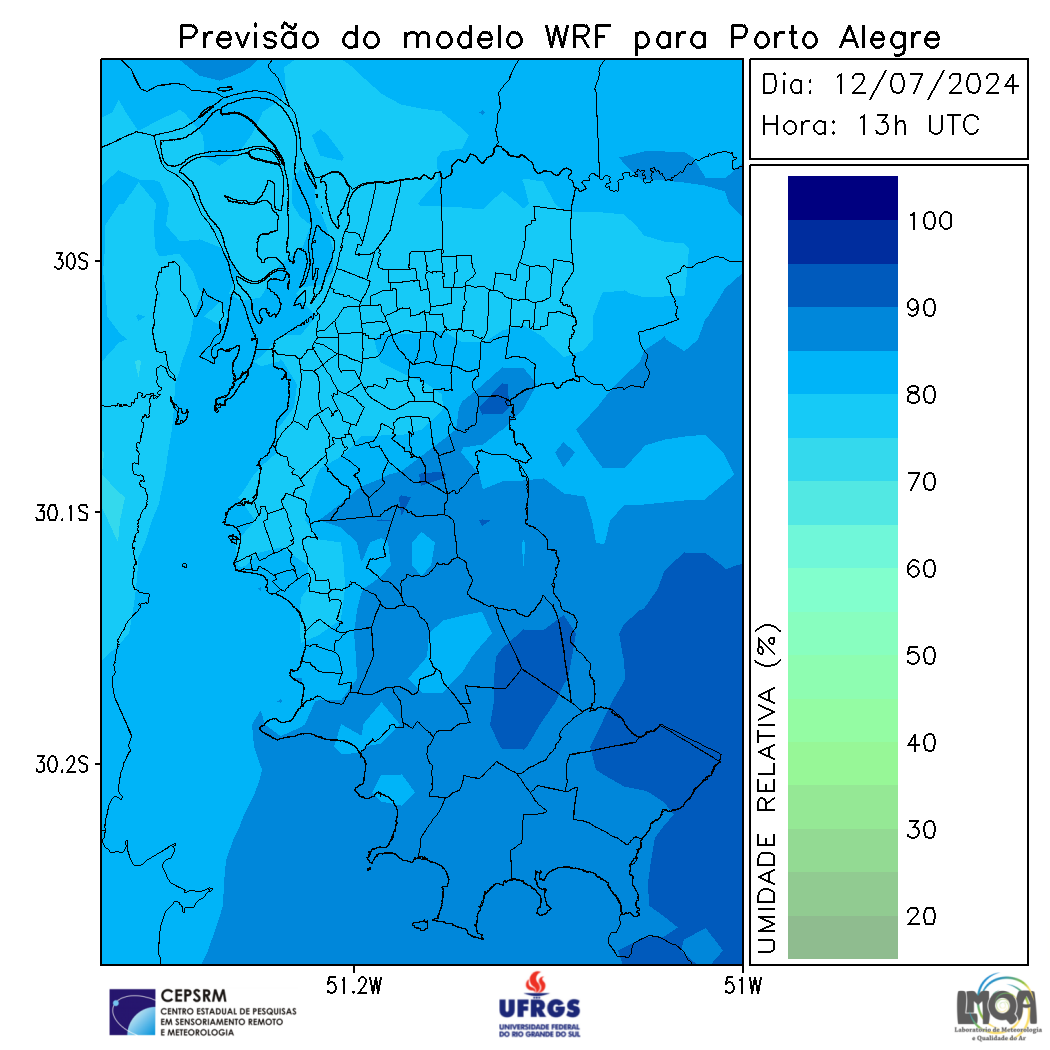 Previsão do modelo WRF para Porto Alegre
Dia: 12/07/2024
Hora: 13h UTC
30S
30.1S
30.2S
51.2W
51W
100
90
80
70
60
50
40
30
20
UMIDADE RELATIVA (%)
CEPSRM
CENTRO ESTADUAL DE PESQUISAS
EM SENSORIAMENTO REMOTO
E METEOROLOGIA
UFRGS
UNIVERSIDADE FEDERAL
DO RIO GRANDE DO SUL
LMQA
Laboratório de Meteorologia
e Qualidade do Ar